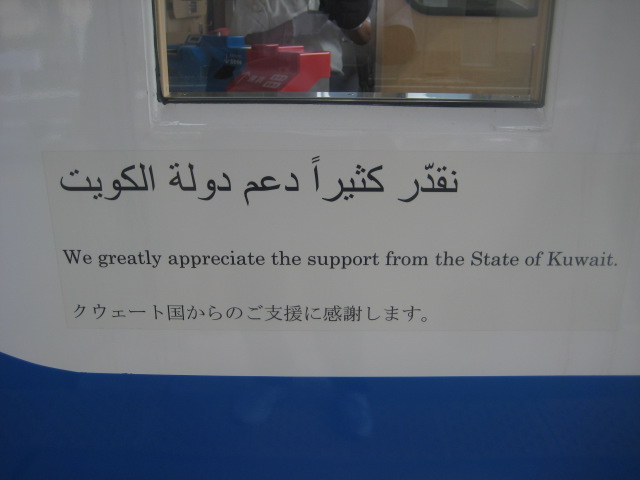 نقدّر كثيراً دعم دولة الكويت
We greatly appreciate the support from the State of Kuwait.
クウェート国からのご支援に感謝します。